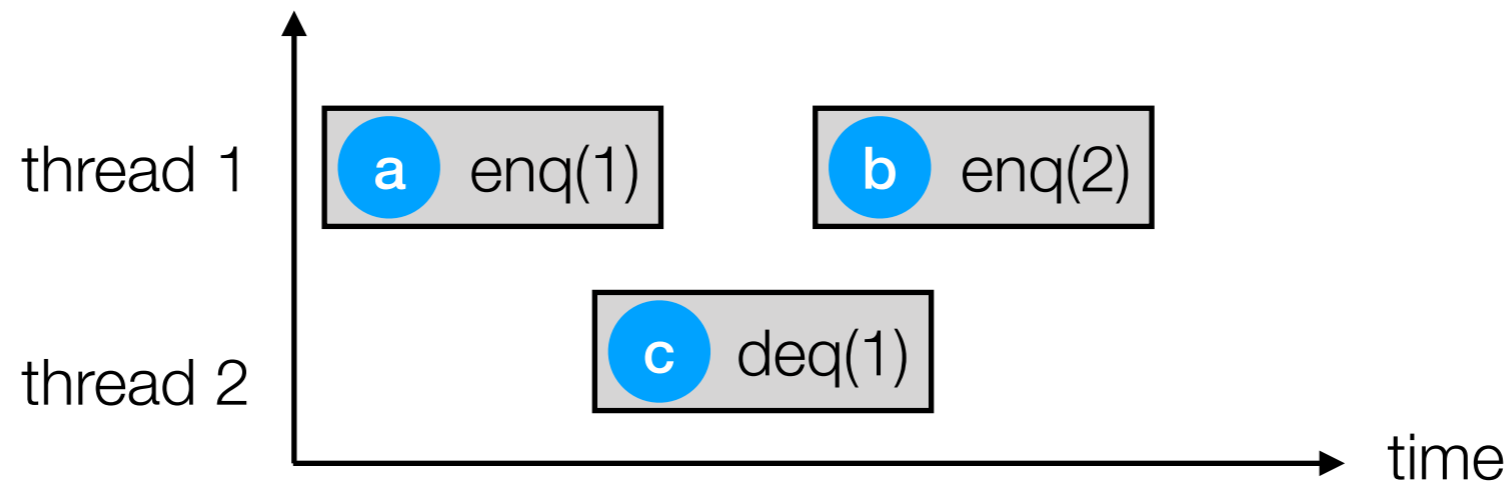 thread 1 a enq(1) b enq(2)
thread 2 c deq(1)
time